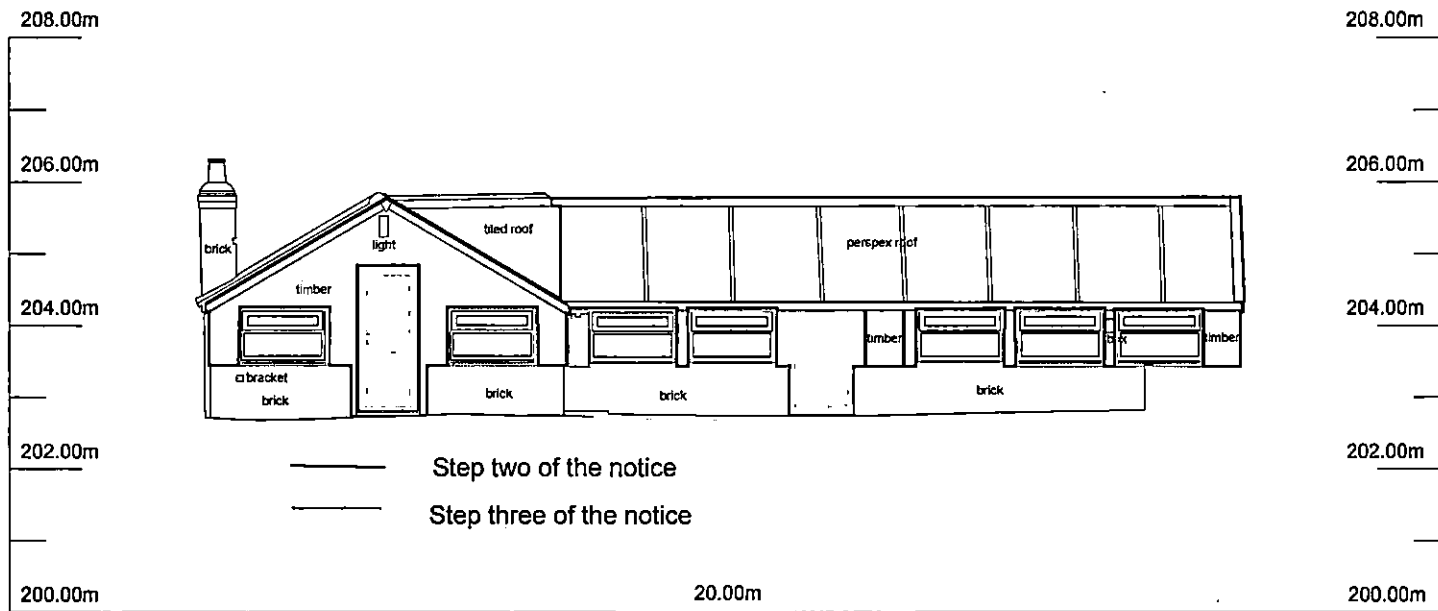 208.00m 208.00m
206.00m 206.00m
brick light tiled roof perspex roof
timber
204.00m 204.00m
timber timber
bracket
brick brick brick brick
202.00m 202.00m
Step two of the notice
Step three of the notice
200.00m 20.00m 200.00m